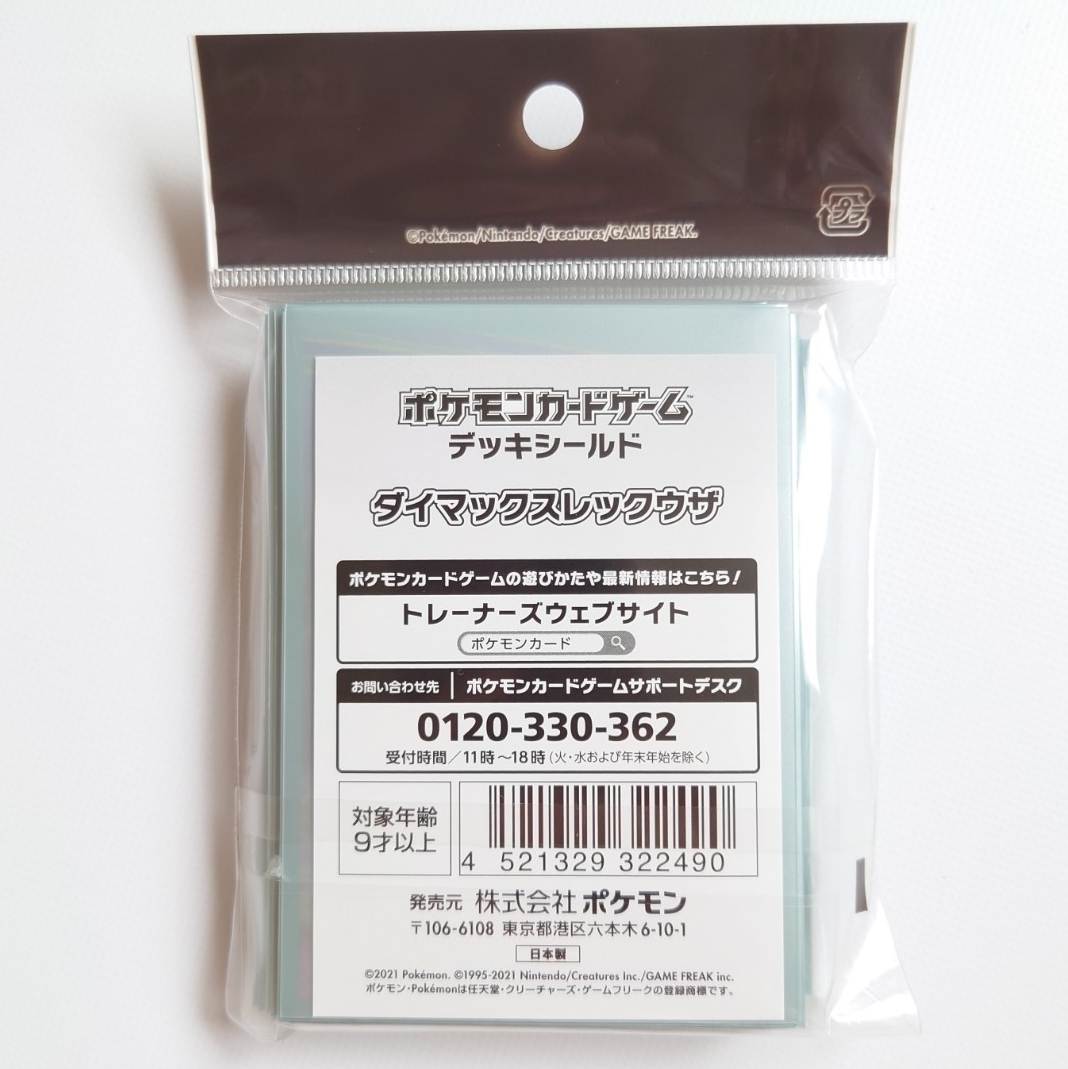 ©Pokémon/Nintendo/Creatures/GAME FREAK.
プラ
ポケモンカードゲーム™
デッキシールド
ダイマックスレックウザ
ポケモンカードゲームの遊びかたや最新情報はこちら!
トレーナーズウェブサイト
ポケモンカード
お問い合わせ先 ポケモンカードゲームサポートデスク
0120-330-362
受付時間/11時~18時(火・水および年末年始を除く)
対象年齢
9才以上
4 521329 322490
発売元 株式会社 ポケモン
〒106-6108 東京都港区六本木6-10-1
日本製
©2021 Pokémon. ©1995-2021 Nintendo/Creatures Inc./GAME FREAK inc.
ポケモン・Pokémonは任天堂・クリーチャーズ・ゲームフリークの登録商標です。